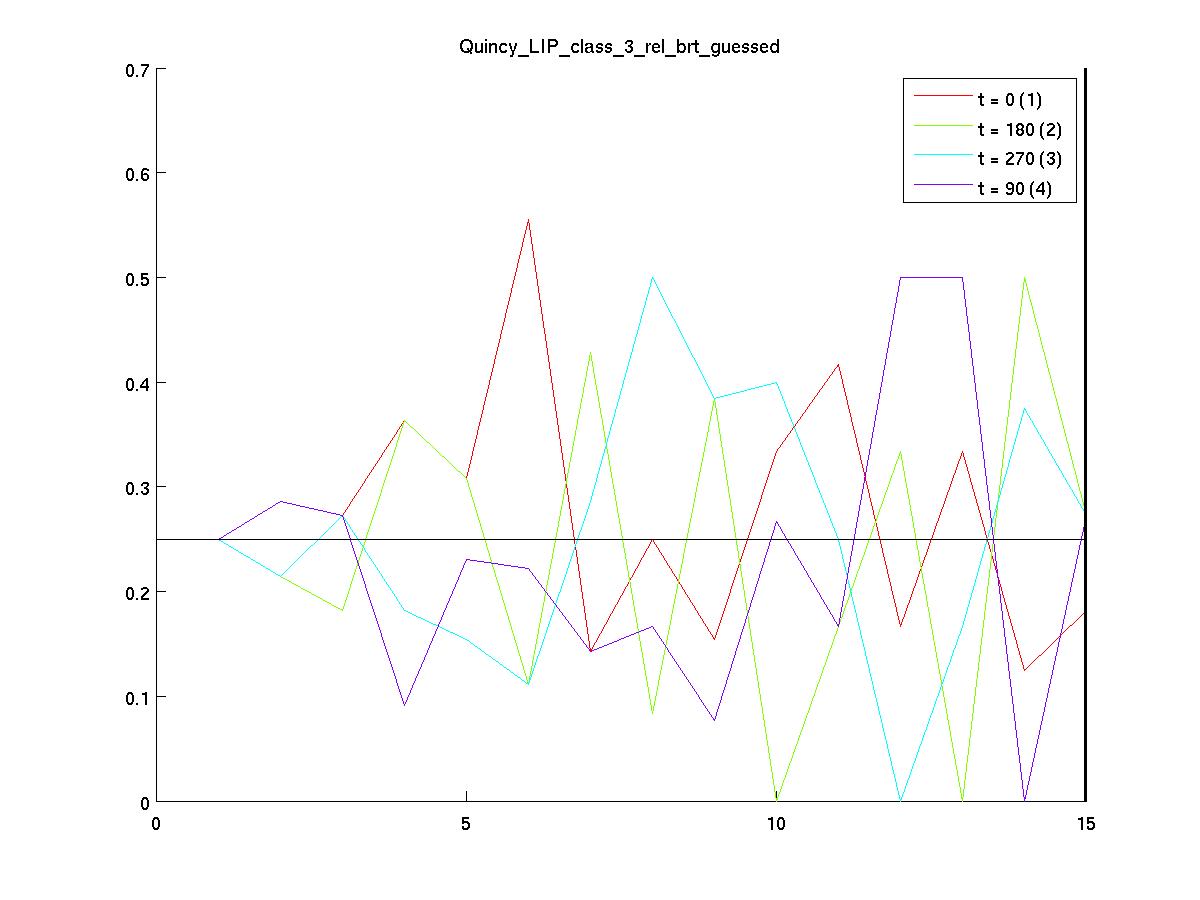 Quincy_LIP_class_3_rel_brt_guessed
0.7
0.6
0.5
0.4
0.3
0.2
0.1
0
t = 0 (1)
t = 180 (2)
t = 270 (3)
t = 90 (4)
0 5 10 15